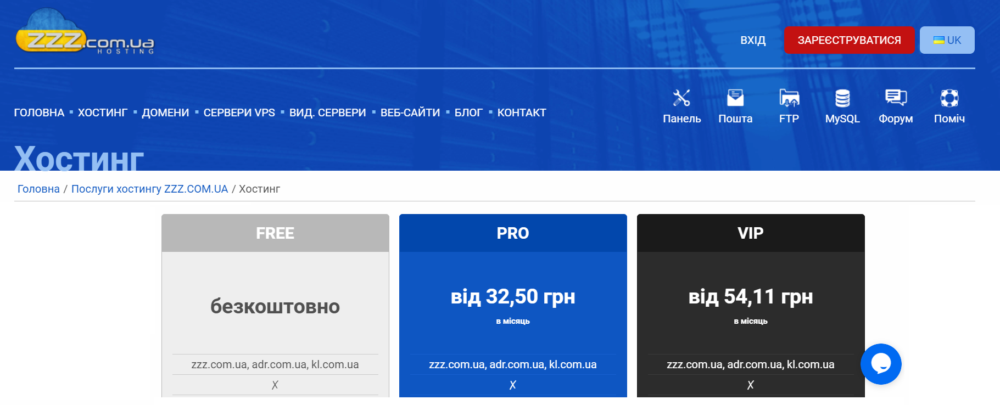 zzz.com.ua
HOSTING
ВХІД
ЗАРЕЄСТРУВАТИСЯ
UK
ГОЛОВНА
ХОСТИНГ
ДОМЕНИ
СЕРВЕРИ VPS
ВИД. СЕРВЕРИ
ВЕБ-САЙТИ
БЛОГ
КОНТАКТ
Панель
Пошта
FTP
MySQL
Форум
Поміч
Хостинг
Головна / Послуги хостингу ZZZ.COM.UA / Хостинг
FREE
безкоштовно
zzz.com.ua, adr.com.ua, kl.com.ua
X
PRO
від 32,50 грн
в місяць
zzz.com.ua, adr.com.ua, kl.com.ua
X
VIP
від 54,11 грн
в місяць
zzz.com.ua, adr.com.ua, kl.com.ua
X